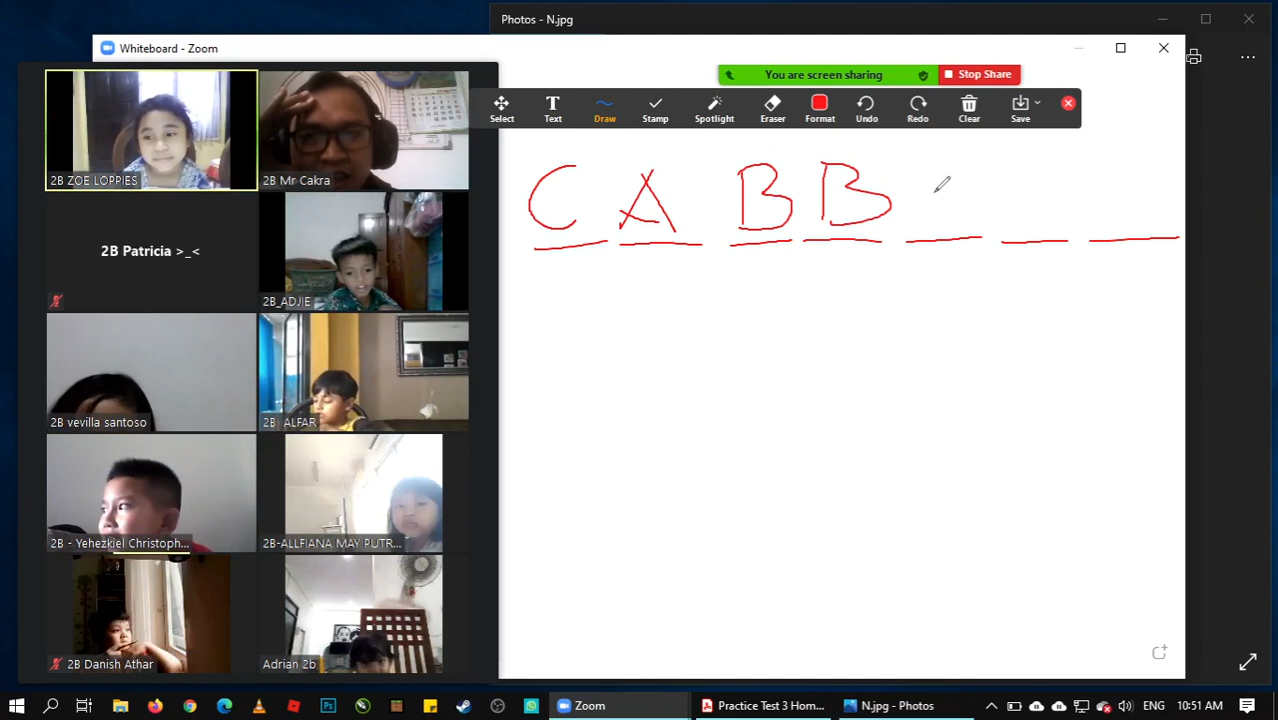 Photos - N.jpg
Whiteboard - Zoom
You are screen sharing
Stop Share
Select Text Draw Stamp Spotlight Eraser Format Undo Redo Clear Save
C A B B
2B ZOE LOPPIES
2B Mr Cakra
2B Patricia >_<
2B_ADJIE
2B vevilla santoso
2B ALFAR
2B - Yehezkiel Christoph...
2B-ALLFIANA MAY PUTR...
2B Danish Athar
Adrian 2b
Zoom
Practice Test 3 Hom...
N.jpg - Photos
ENG
10:51 AM